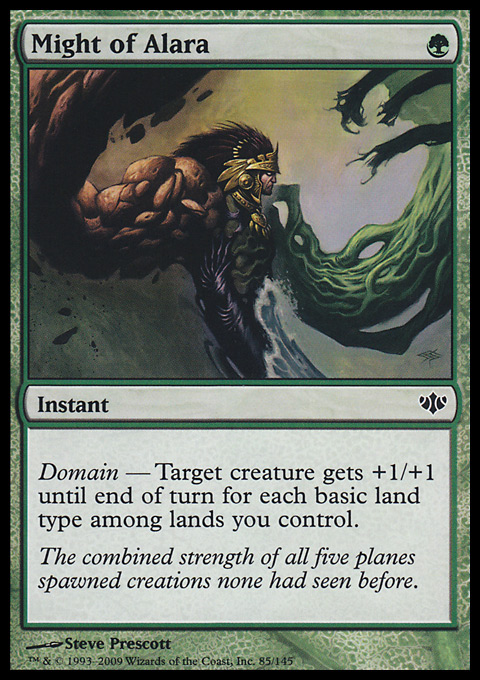 Might of Alara
Instant
Domain — Target creature gets +1/+1
until end of turn for each basic land
type among lands you control.
The combined strength of all five planes
spawned creations none had seen before.
Steve Prescott
™ & © 1993–2009 Wizards of the Coast, Inc. 85/145